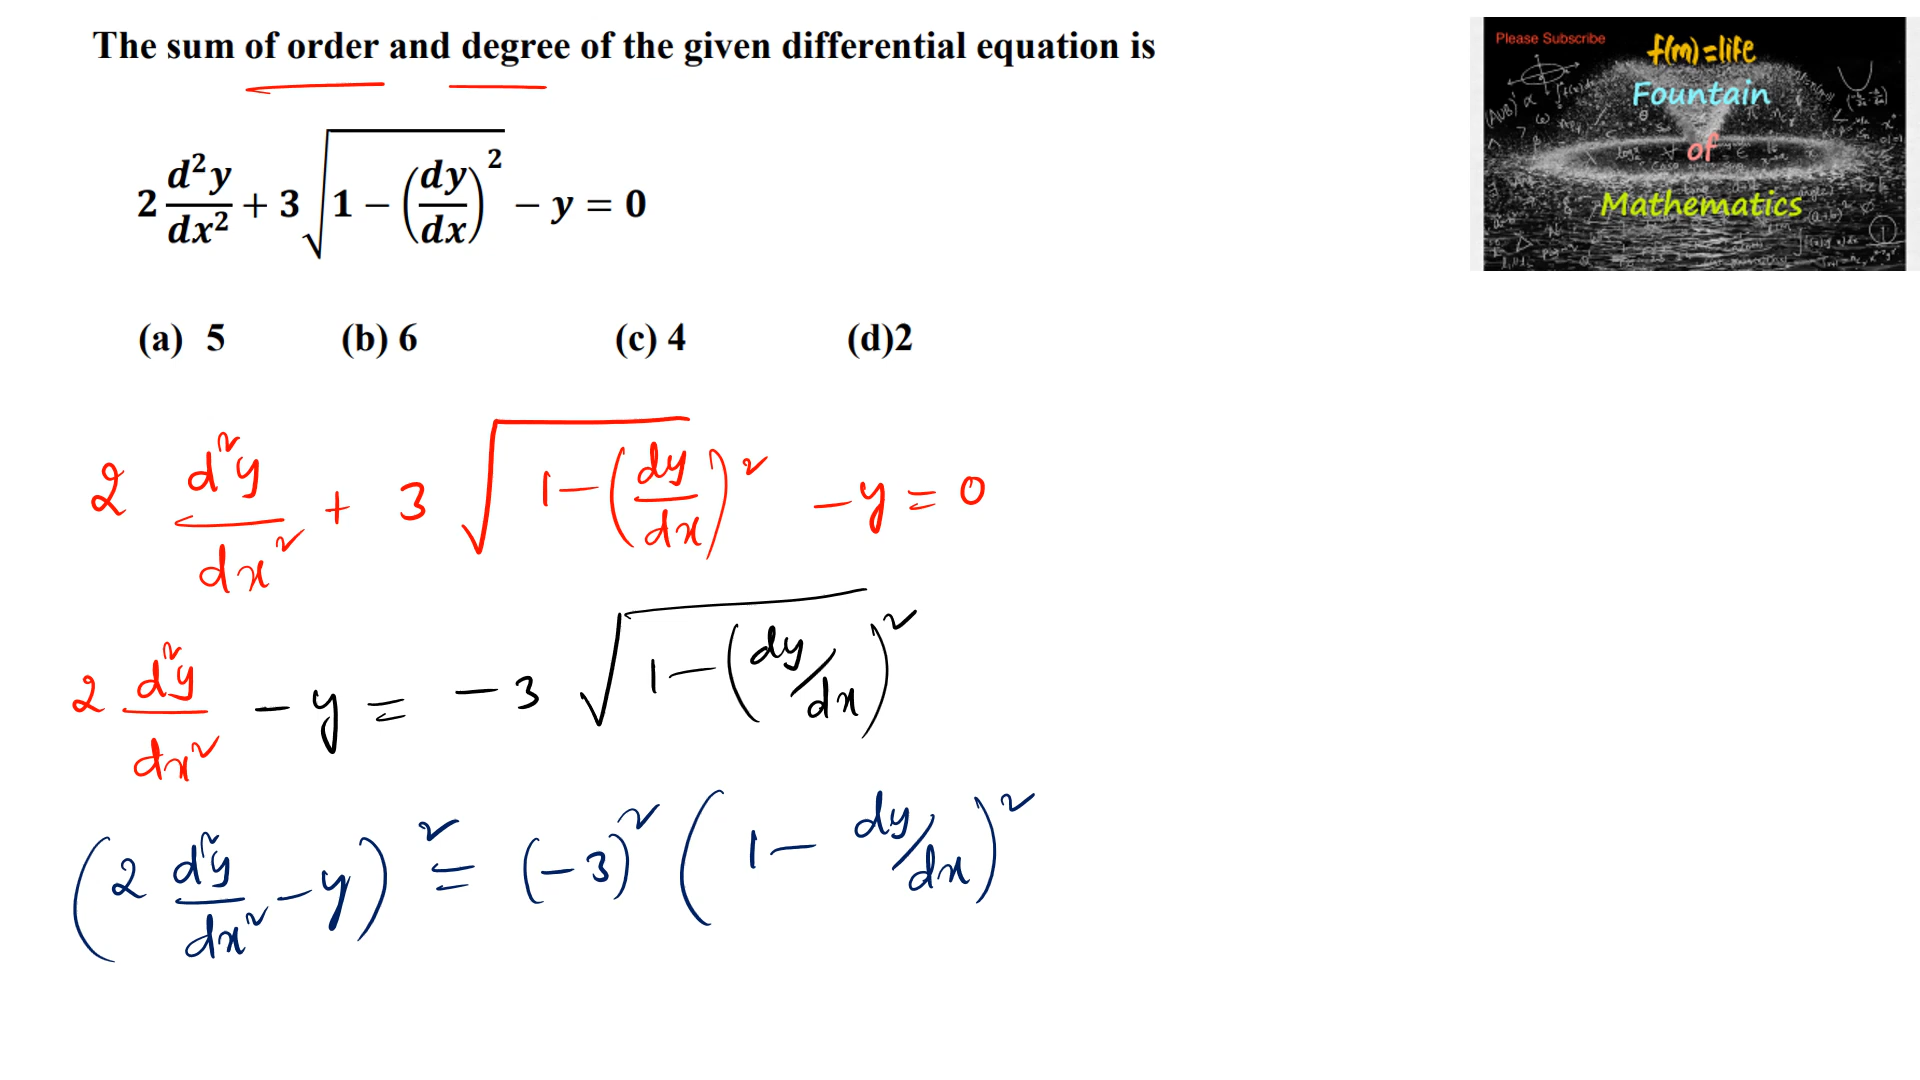 The sum of order and degree of the given differential equation is
2 d²y/dx² + 3 √(1 − (dy/dx)²) − y = 0
(a) 5 (b) 6 (c) 4 (d)2
2 d²y/dx² + 3 √(1 − (dy/dx)²) − y = 0
2 d²y/dx² − y = −3 √(1 − (dy/dx)²)
(2 d²y/dx² − y)² = (−3)² (1 − dy/dx)²
Please Subscribe
f(m)=life
Fountain
of
Mathematics